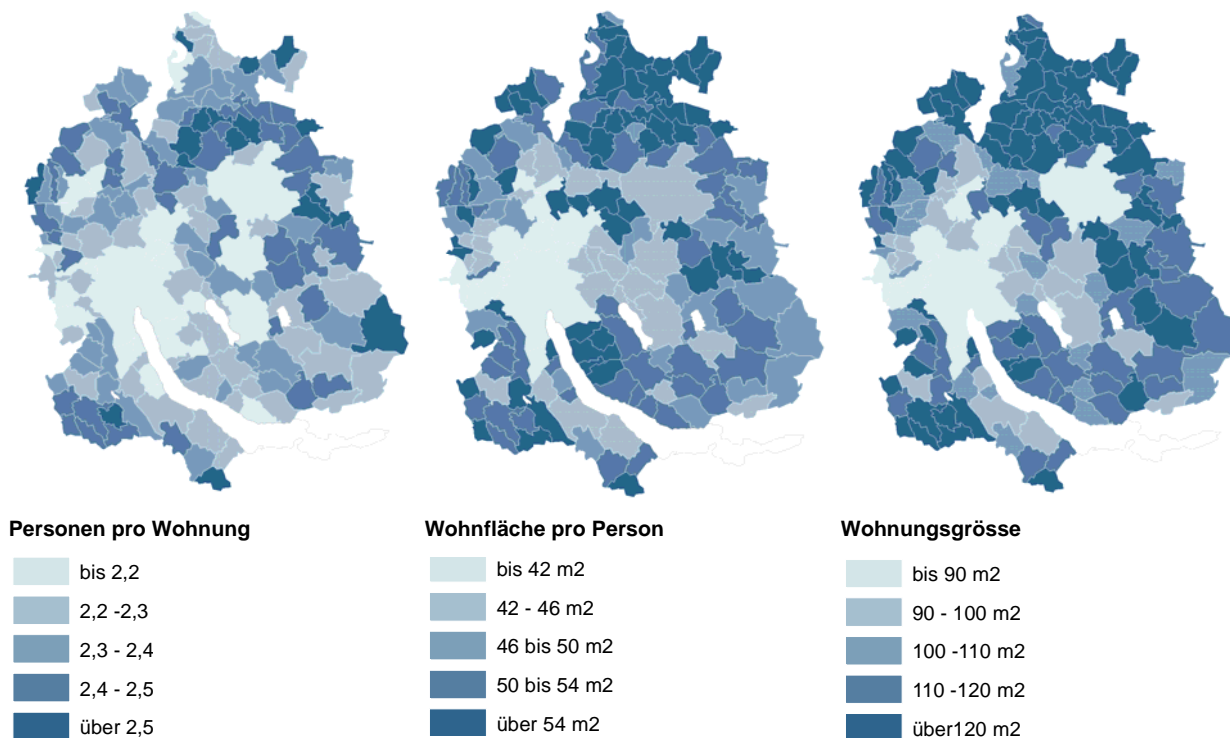 Personen pro Wohnung
bis 2,2
2,2 -2,3
2,3 - 2,4
2,4 - 2,5
über 2,5
Wohnfläche pro Person
bis 42 m2
42 - 46 m2
46 bis 50 m2
50 bis 54 m2
über 54 m2
Wohnungsgrösse
bis 90 m2
90 - 100 m2
100 -110 m2
110 -120 m2
über120 m2